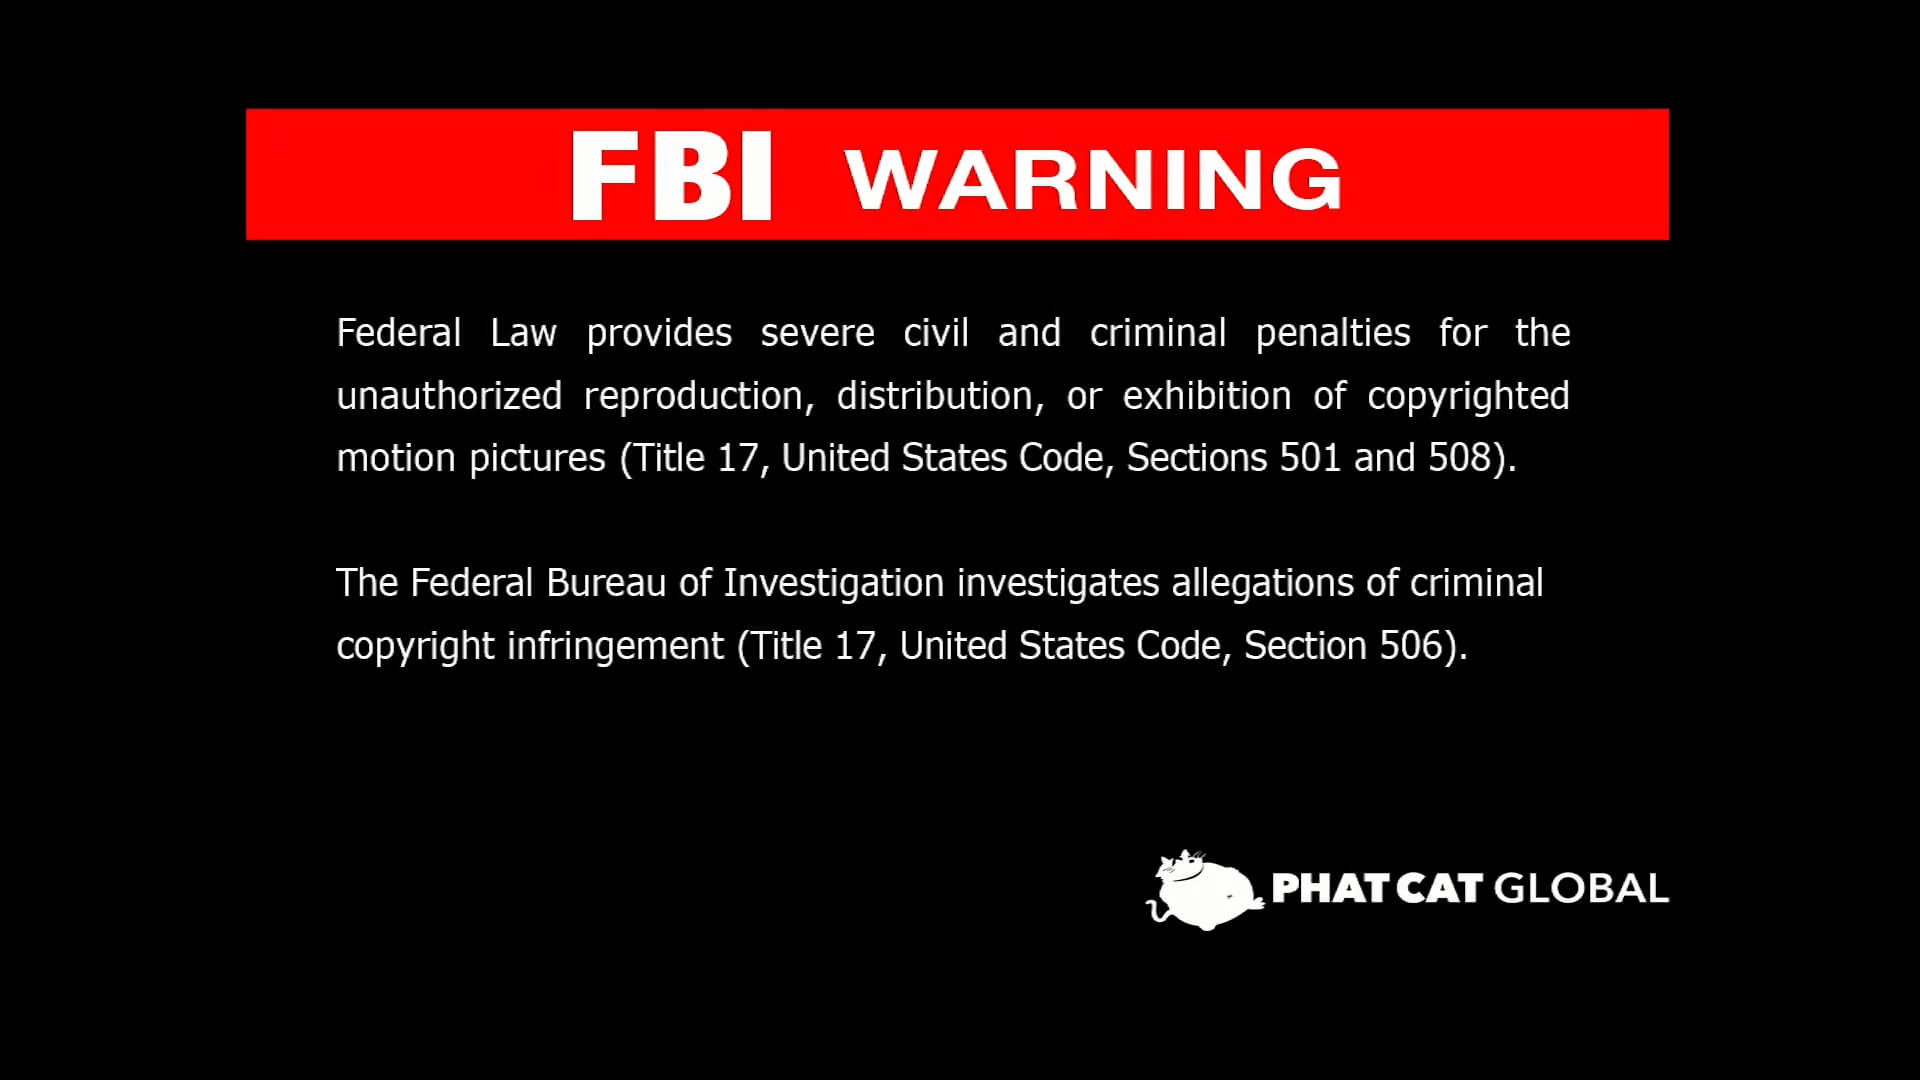 FBI WARNING
Federal Law provides severe civil and criminal penalties for the
unauthorized reproduction, distribution, or exhibition of copyrighted
motion pictures (Title 17, United States Code, Sections 501 and 508).
The Federal Bureau of Investigation investigates allegations of criminal
copyright infringement (Title 17, United States Code, Section 506).
PHAT CAT GLOBAL